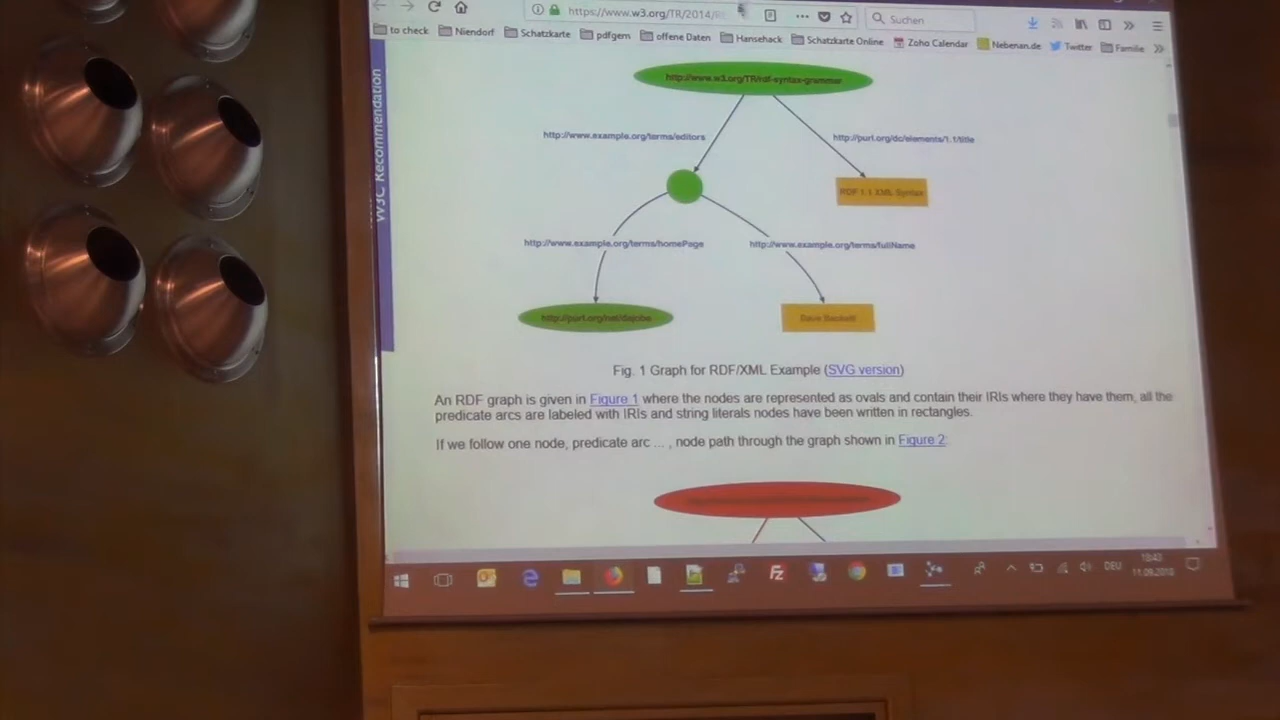 https://www.w3.org/TR/2014/R
Suchen
to check
Niendorf
Schatzkarte
pdfgem
offene Daten
Hansehack
Schatzkarte Online
Zoho Calendar
Nebenan.de
Twitter
Familie
W3C Recommendation
http://www.w3.org/TR/rdf-syntax-grammar
http://www.example.org/terms/editors
http://purl.org/dc/elements/1.1/title
RDF 1.1 XML Syntax
http://www.example.org/terms/homePage
http://www.example.org/terms/fullName
http://purl.org/net/dajobe
Dave Beckett
Fig. 1 Graph for RDF/XML Example (SVG version)
An RDF graph is given in Figure 1 where the nodes are represented as ovals and contain their IRIs where they have them, all the
predicate arcs are labeled with IRIs and string literals nodes have been written in rectangles.
If we follow one node, predicate arc ... , node path through the graph shown in Figure 2:
DEU